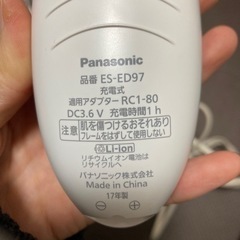 Panasonic
品番 ES-ED97
充電式
適用アダプター RC1-80
DC3.6V 充電時間1h
注意 肌を傷つけるおそれあり
フレームをはずして使用しない
Li-ion
リチウムイオン電池は
リサイクルへ
パナソニック株式会社
Made in China
17年製